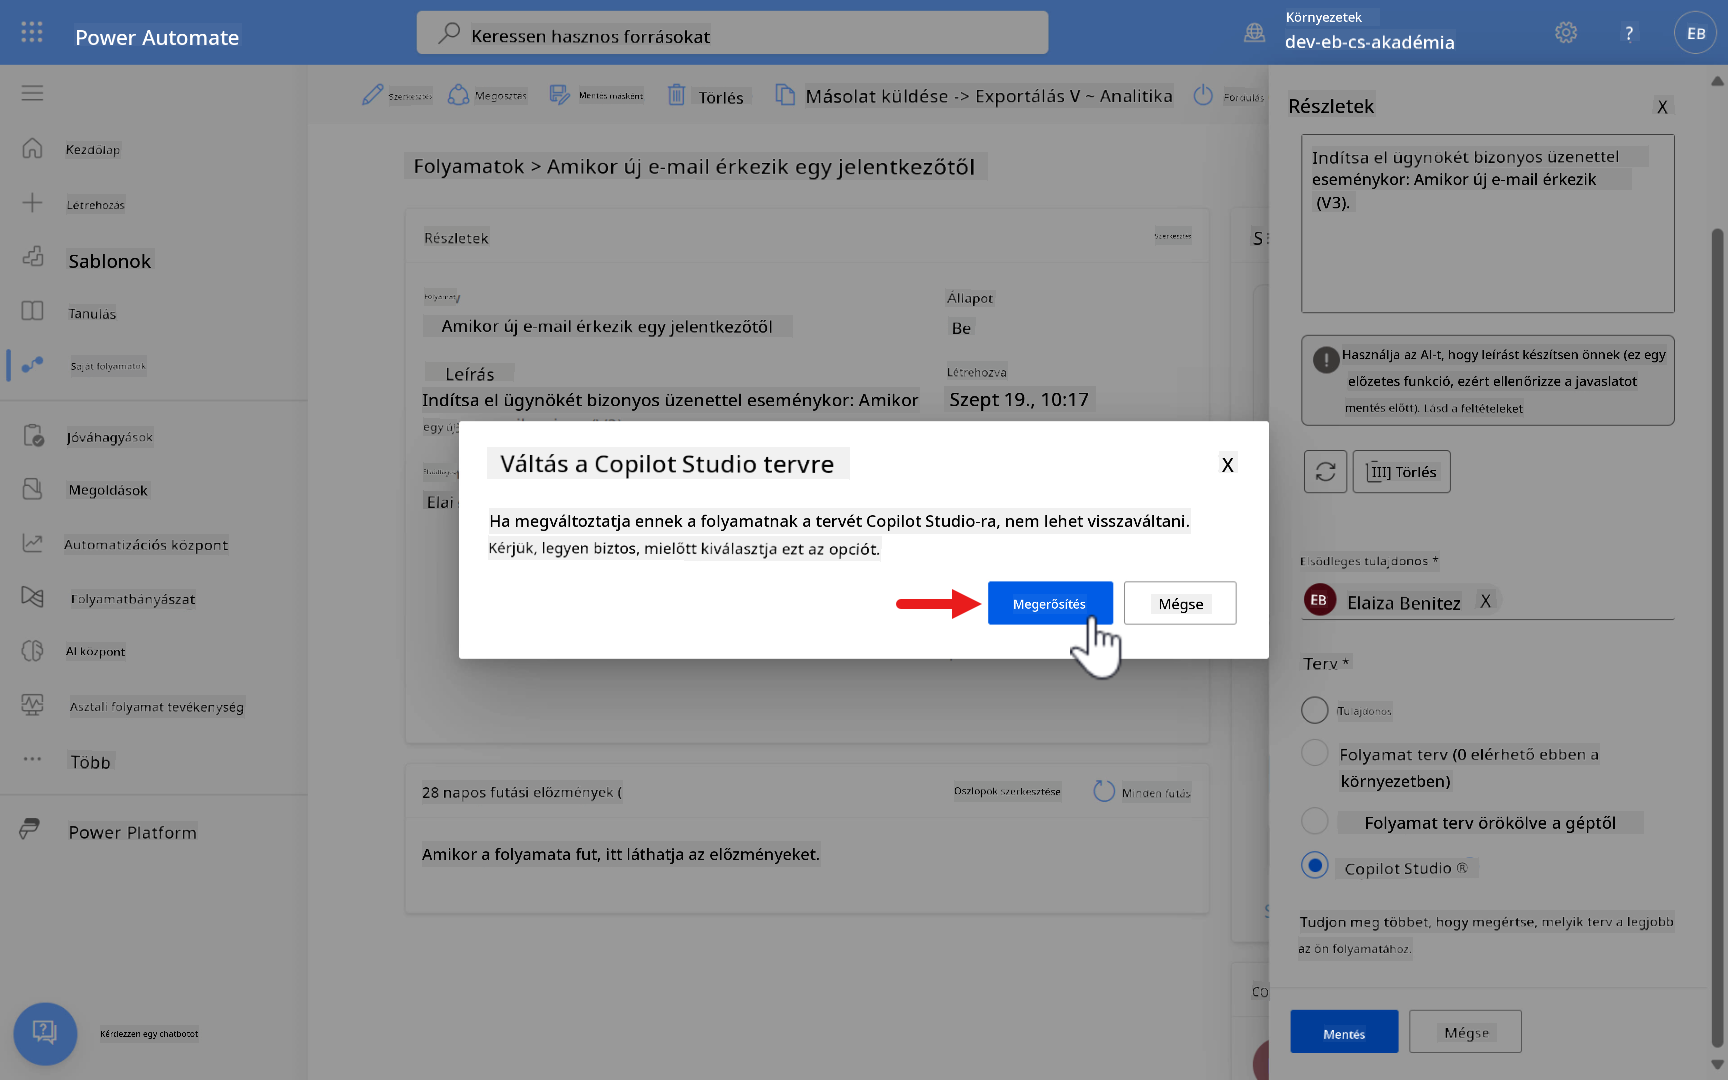 Power Automate
Keressen hasznos forrásokat
Környezetek
dev-eb-cs-akadémia
?
EB
Szerkesztés
Megosztás
Mentés másként
Törlés
Másolat küldése -> Exportálás V ~ Analitika
Részletek
X
Kezdőlap
Létrehozás
Sablonok
Tanulás
Saját folyamatok
Jóváhagyások
Megoldások
Automatizációs központ
Folyamatbányászat
AI központ
Asztali folyamat tevékenység
Több
Power Platform
Kérdezzen egy chatbotot
Folyamatok > Amikor új e-mail érkezik egy jelentkezőtől
Részletek
Szerkesztés
Folyamat
Amikor új e-mail érkezik egy jelentkezőtől
Állapot
Be
Leírás
Indítsa el ügynökét bizonyos üzenettel eseménykor: Amikor
egy új
Létrehozva
Szept 19., 10:17
Elai
Váltás a Copilot Studio tervre
X
Ha megváltoztatja ennek a folyamatnak a tervét Copilot Studio-ra, nem lehet visszaváltani.
Kérjük, legyen biztos, mielőtt kiválasztja ezt az opciót.
Megerősítés
Mégse
28 napos futási előzmények (
Oszlopok szerkesztése
Minden futás
Amikor a folyamata fut, itt láthatja az előzményeket.
Indítsa el ügynökét bizonyos üzenettel
eseménykor: Amikor új e-mail érkezik
(V3).
Használja az AI-t, hogy leírást készítsen önnek (ez egy
előzetes funkció, ezért ellenőrizze a javaslatot
mentés előtt). Lásd a feltételeket
III] Törlés
Elsődleges tulajdonos *
EB
Elaiza Benitez
X
Terv *
Tulajdonos
Folyamat terv (0 elérhető ebben a
környezetben)
Folyamat terv örökölve a géptől
Copilot Studio ®
Tudjon meg többet, hogy megértse, melyik terv a legjobb
az ön folyamatához.
Mentés
Mégse